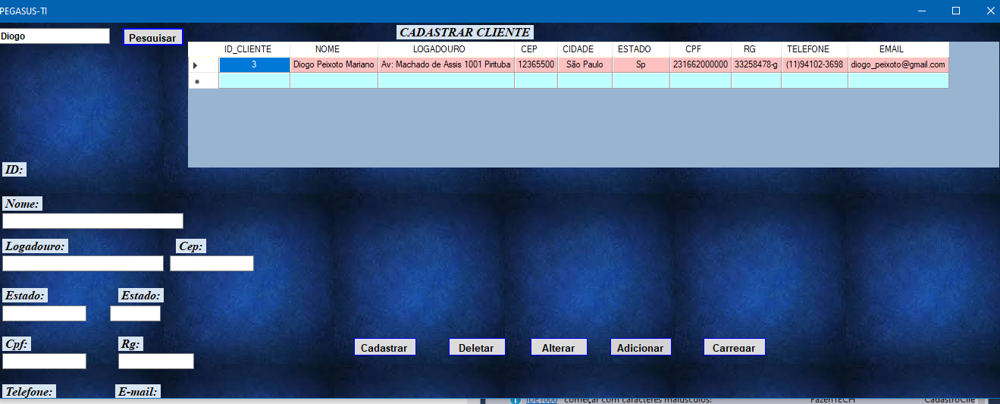 PEGASUS-TI
Diogo
Pesquisar
CADASTRAR CLIENTE
ID_CLIENTE NOME LOGADOURO CEP CIDADE ESTADO CPF RG TELEFONE EMAIL
3 Diogo Peixoto Mariano Av: Machado de Assis 1001 Pirituba 12365500 São Paulo Sp 231662000000 33258478-g (11)94102-3698 diogo_peixoto@gmail.com
ID:
Nome:
Logadouro: Cep:
Estado: Estado:
Cpf: Rg:
Cadastrar Deletar Alterar Adicionar Carregar
Telefone: E-mail:
IDE1006 começar com caracteres maiúsculos. FazenTECH CadastroClie